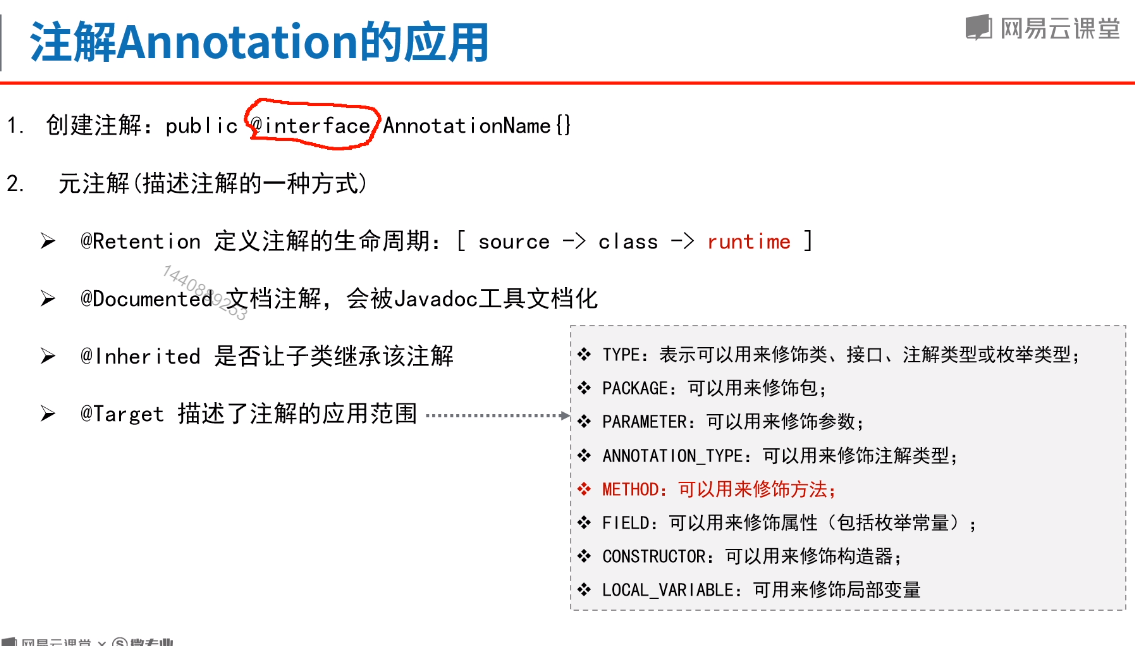 注解Annotation的应用
网易云课堂
1. 创建注解：public @interface AnnotationName{}
2. 元注解(描述注解的一种方式)
➢ @Retention 定义注解的生命周期：[ source -> class -> runtime ]
➢ @Documented 文档注解，会被Javadoc工具文档化
➢ @Inherited 是否让子类继承该注解
➢ @Target 描述了注解的应用范围
❖ TYPE：表示可以用来修饰类、接口、注解类型或枚举类型；
❖ PACKAGE：可以用来修饰包；
❖ PARAMETER：可以用来修饰参数；
❖ ANNOTATION_TYPE：可以用来修饰注解类型；
❖ METHOD：可以用来修饰方法；
❖ FIELD：可以用来修饰属性（包括枚举常量）；
❖ CONSTRUCTOR：可以用来修饰构造器；
❖ LOCAL_VARIABLE：可用来修饰局部变量
网易云课堂 × 微专业